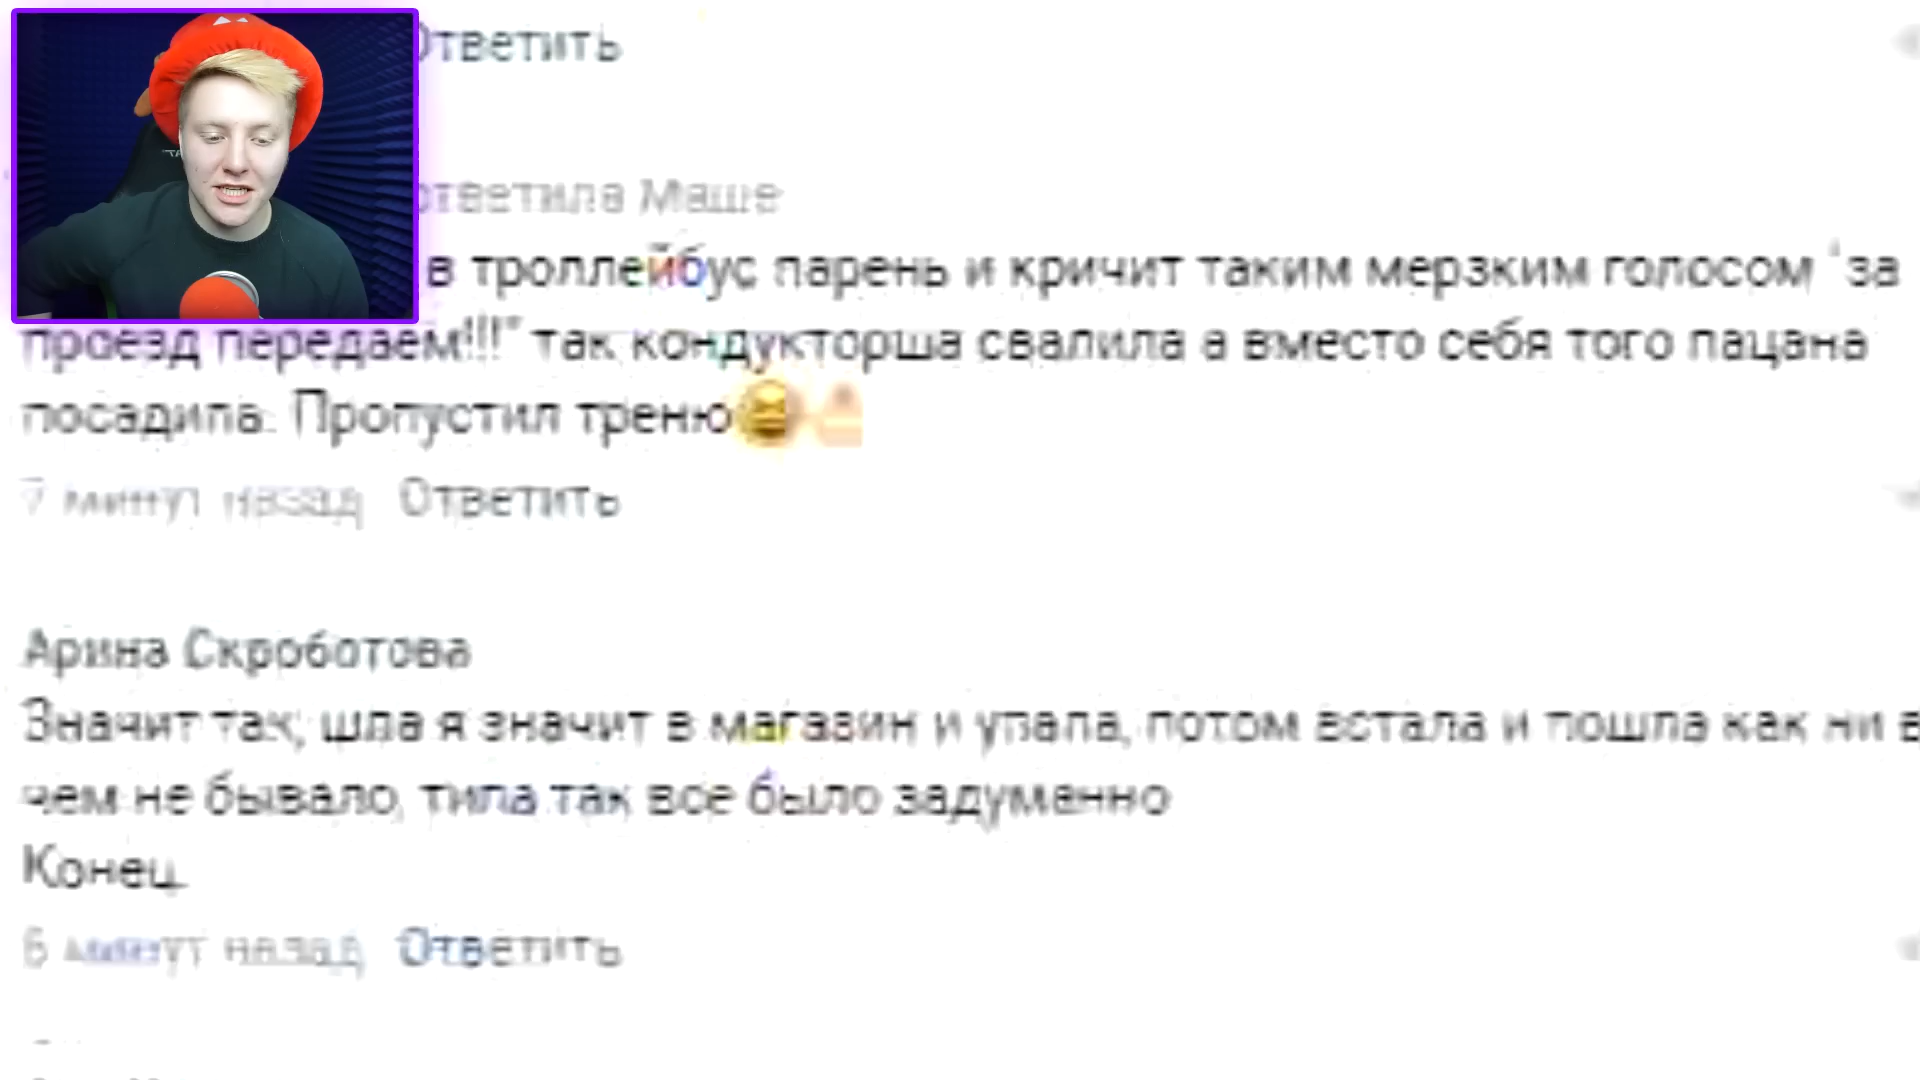 Ответить
ответила Маше
в троллейбус парень и кричит таким мерзким голосом "за
проезд передаем!!!" так кондукторша свалила а вместо себя того пацана
посадила. Пропустил треню
7 минут назад Ответить
Арина Скроботова
Значит так, шла я значит в магазин и упала, потом встала и пошла как ни в
чем не бывало, типа так все было задуманно
Конец.
6 минут назад Ответить